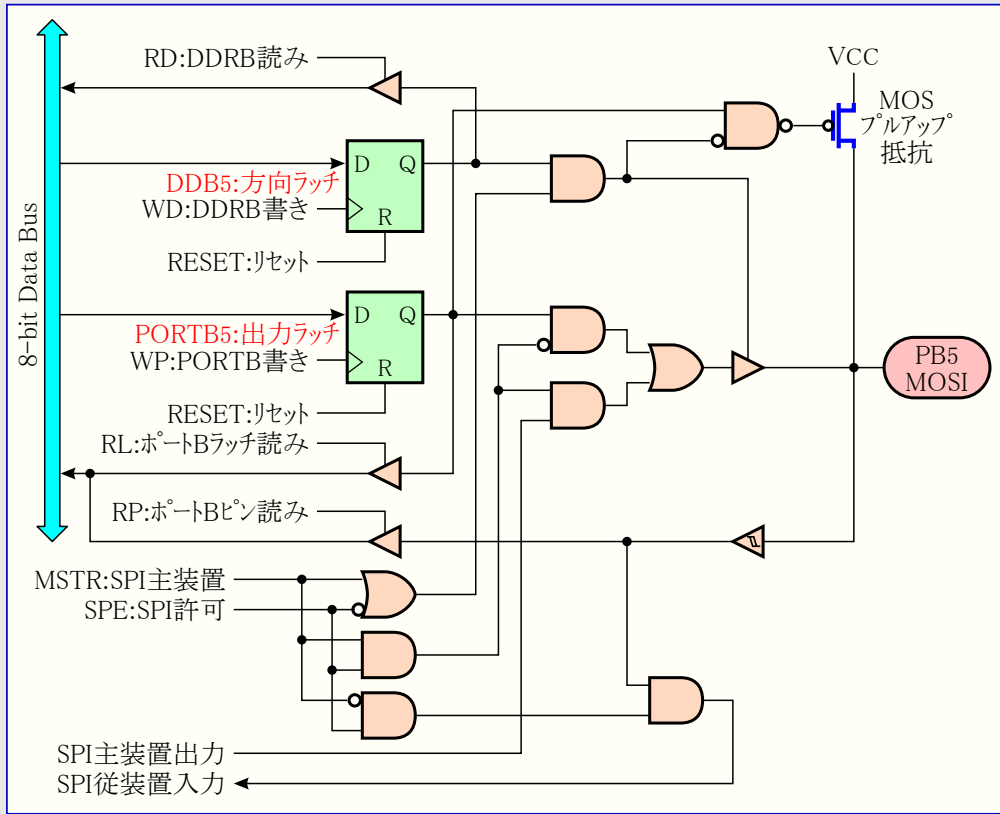 8-bit Data Bus
RD:DDRB読み
VCC
MOS
プルアップ
抵抗
D
Q
DDB5:方向ラッチ
WD:DDRB書き
R
RESET:リセット
D
Q
PORTB5:出力ラッチ
WP:PORTB書き
R
RESET:リセット
PB5
MOSI
RL:ポートBラッチ読み
RP:ポートBピン読み
MSTR:SPI主装置
SPE:SPI許可
SPI主装置出力
SPI従装置入力